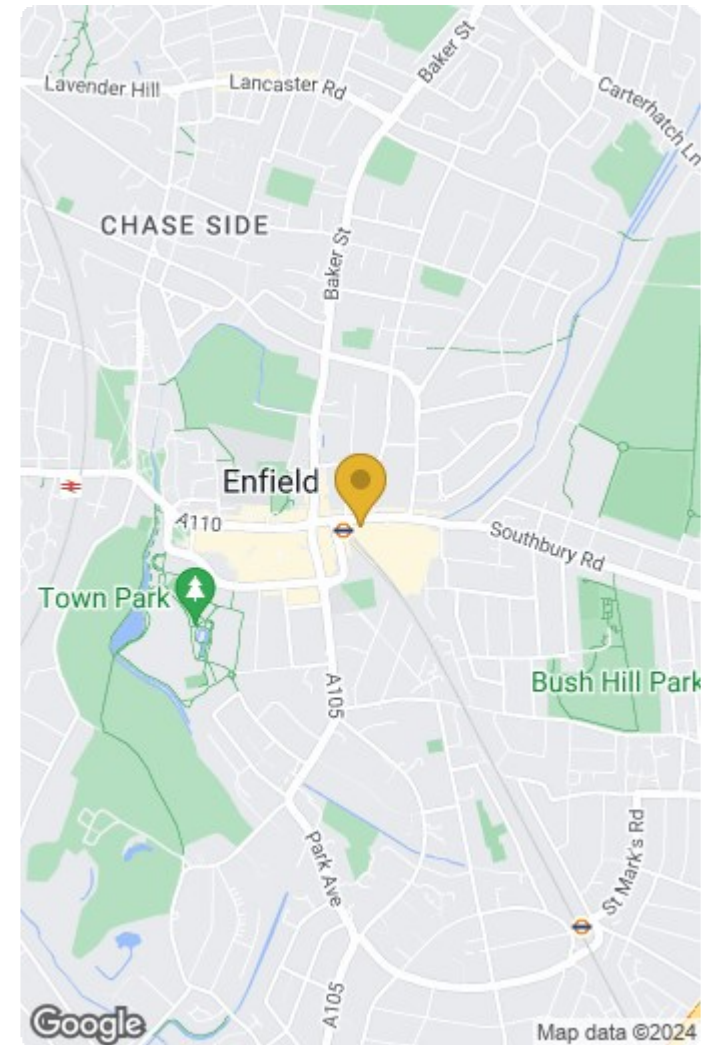 Baker St
Lavender Hill
Lancaster Rd
Carterhatch Ln
CHASE SIDE
Baker St
Enfield
A110
Southbury Rd
Town Park
Bush Hill Park
A105
St Mark's Rd
Park Ave
A105
Google
Map data ©2024